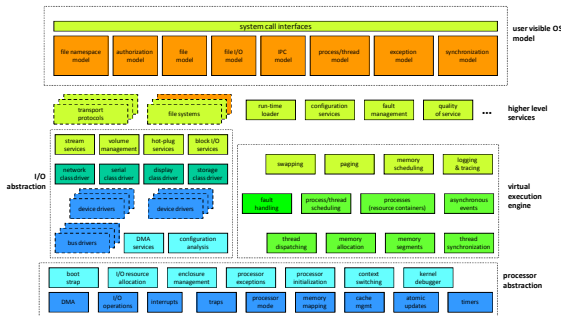 system call interfaces
user visible OS
model
file namespace
model
authorization
model
file
model
file I/O
model
IPC
model
process/thread
model
exception
model
synchronization
model
transport
protocols
file systems
run-time
loader
configuration
services
fault
management
quality
of service
...
higher level
services
stream
services
volume
management
hot-plug
services
block I/O
services
network
class driver
serial
class driver
display
class driver
storage
class driver
I/O
abstraction
device drivers
device drivers
bus drivers
DMA
services
configuration
analysis
swapping
paging
memory
scheduling
logging
& tracing
fault
handling
process/thread
scheduling
processes
(resource containers)
asynchronous
events
virtual
execution
engine
thread
dispatching
memory
allocation
memory
segments
thread
synchronization
boot
strap
I/O resource
allocation
enclosure
management
processor
exceptions
processor
initialization
context
switching
kernel
debugger
processor
abstraction
DMA
I/O
operations
interrupts
traps
processor
mode
memory
mapping
cache
mgmt
atomic
updates
timers